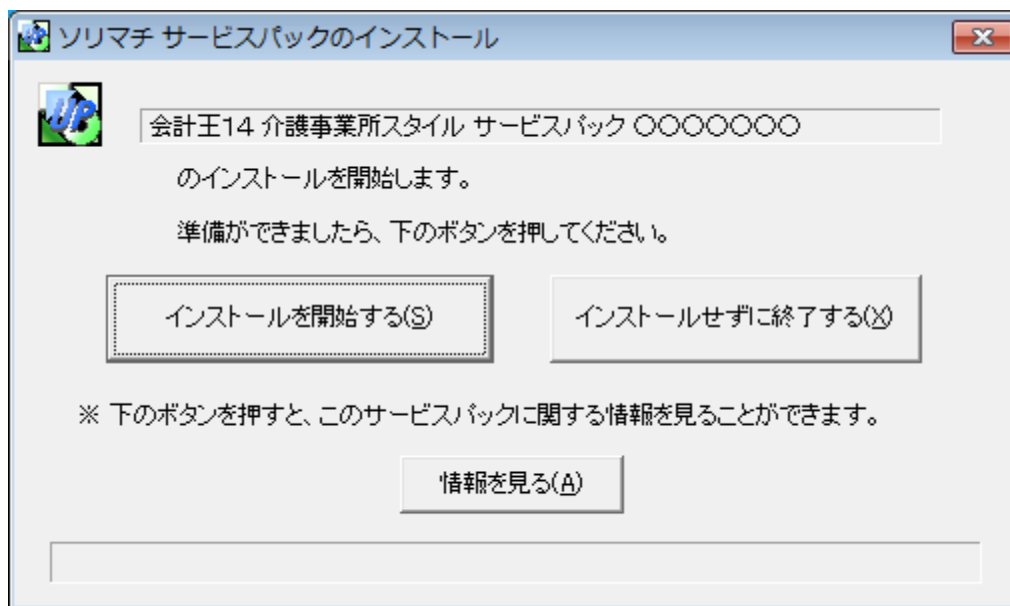 ソリマチ サービスパックのインストール
UP
会計王14 介護事業所スタイル サービスパック ○○○○○○○
のインストールを開始します。
準備ができましたら、下のボタンを押してください。
インストールを開始する(S)
インストールせずに終了する(X)
※ 下のボタンを押すと、このサービスパックに関する情報を見ることができます。
情報を見る(A)